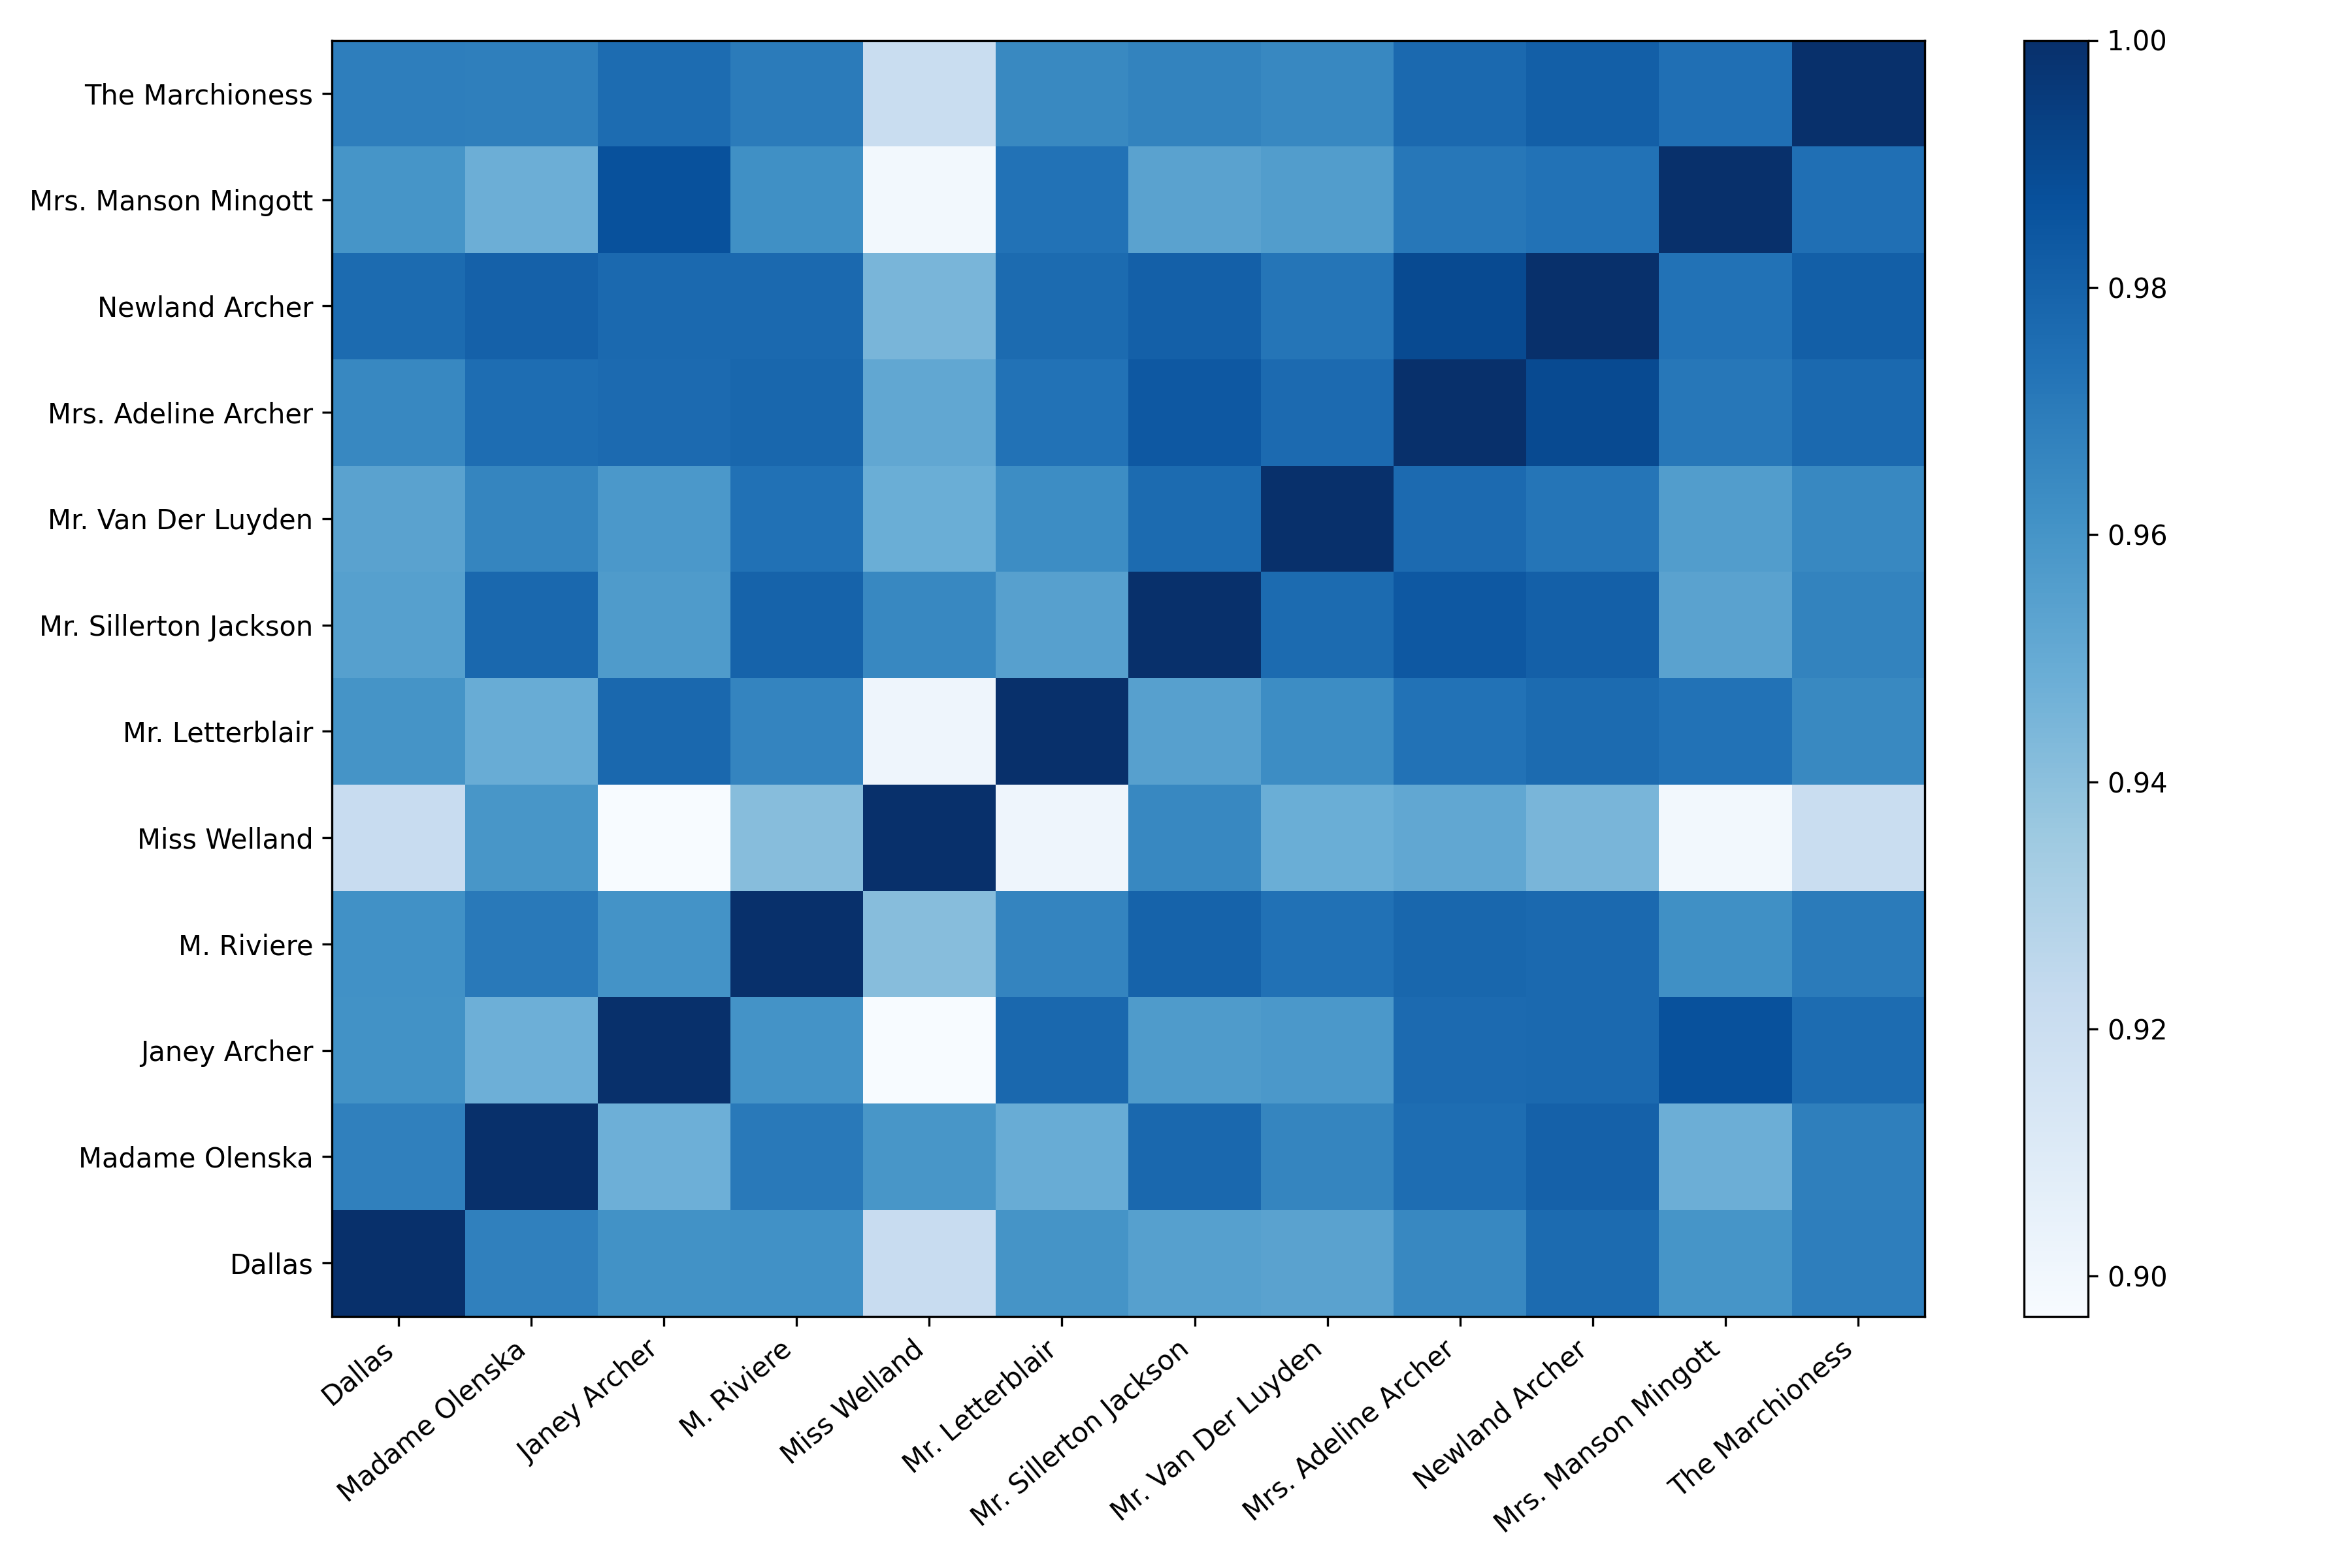 The Marchioness
Mrs. Manson Mingott
Newland Archer
Mrs. Adeline Archer
Mr. Van Der Luyden
Mr. Sillerton Jackson
Mr. Letterblair
Miss Welland
M. Riviere
Janey Archer
Madame Olenska
Dallas
Dallas
Madame Olenska
Janey Archer
M. Riviere
Miss Welland
Mr. Letterblair
Mr. Sillerton Jackson
Mr. Van Der Luyden
Mrs. Adeline Archer
Newland Archer
Mrs. Manson Mingott
The Marchioness
1.00
0.98
0.96
0.94
0.92
0.90